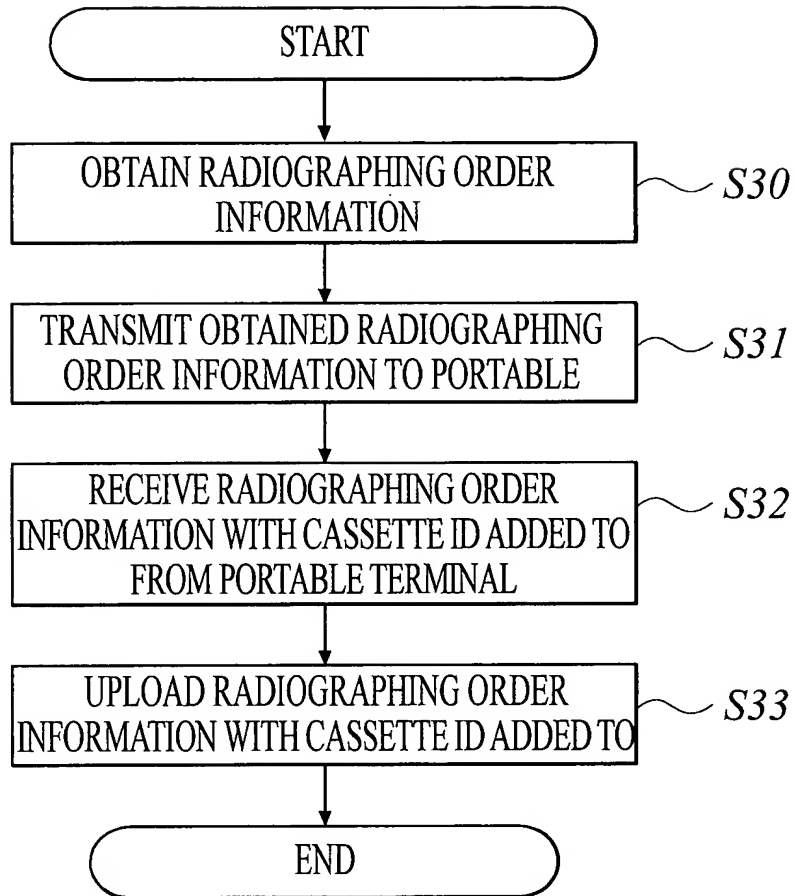 START
OBTAIN RADIOGRAPHING ORDER
INFORMATION
S30
TRANSMIT OBTAINED RADIOGRAPHING
ORDER INFORMATION TO PORTABLE
S31
RECEIVE RADIOGRAPHING ORDER
INFORMATION WITH CASSETTE ID ADDED TO
FROM PORTABLE TERMINAL
S32
UPLOAD RADIOGRAPHING ORDER
INFORMATION WITH CASSETTE ID ADDED TO
S33
END